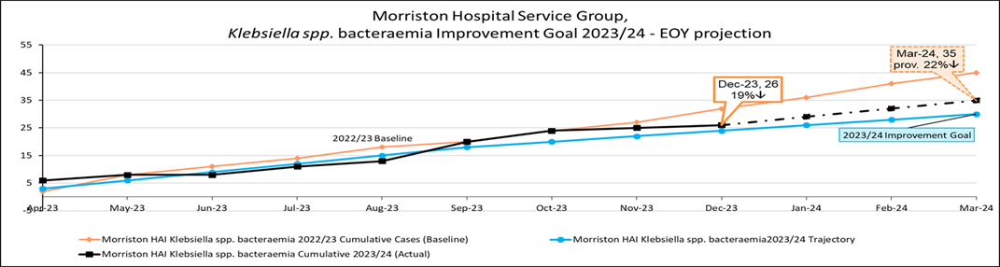 Morriston Hospital Service Group,
Klebsiella spp. bacteraemia Improvement Goal 2023/24 - EOY projection
55
45
35
25
15
5
-5
Mar-24, 35
prov. 22%↓
Dec-23, 26
19%↓
2022/23 Baseline
2023/24 Improvement Goal
Apr-23 May-23 Jun-23 Jul-23 Aug-23 Sep-23 Oct-23 Nov-23 Dec-23 Jan-24 Feb-24 Mar-24
Morriston HAI Klebsiella spp. bacteraemia 2022/23 Cumulative Cases (Baseline)
Morriston HAI Klebsiella spp. bacteraemia2023/24 Trajectory
Morriston HAI Klebsiella spp. bacteraemia Cumulative 2023/24 (Actual)